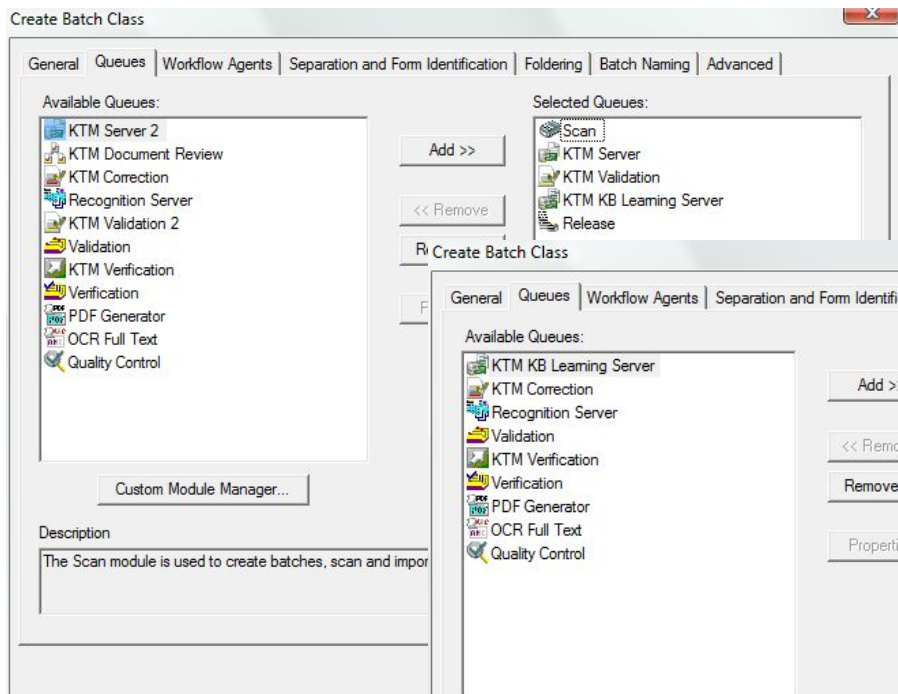 Create Batch Class
General Queues Workflow Agents Separation and Form Identification Foldering Batch Naming Advanced
Available Queues:
KTM Server 2
KTM Document Review
KTM Correction
Recognition Server
KTM Validation 2
Validation
KTM Verification
Verification
PDF Generator
OCR Full Text
Quality Control
Add >>
<< Remove
Selected Queues:
Scan
KTM Server
KTM Validation
KTM KB Learning Server
Release
Custom Module Manager...
Description
The Scan module is used to create batches, scan and impor
Create Batch Class
General Queues Workflow Agents Separation and Form Identifi
Available Queues:
KTM KB Learning Server
KTM Correction
Recognition Server
Validation
KTM Verification
Verification
PDF Generator
OCR Full Text
Quality Control
Add >
<< Remo
Remove
Properti